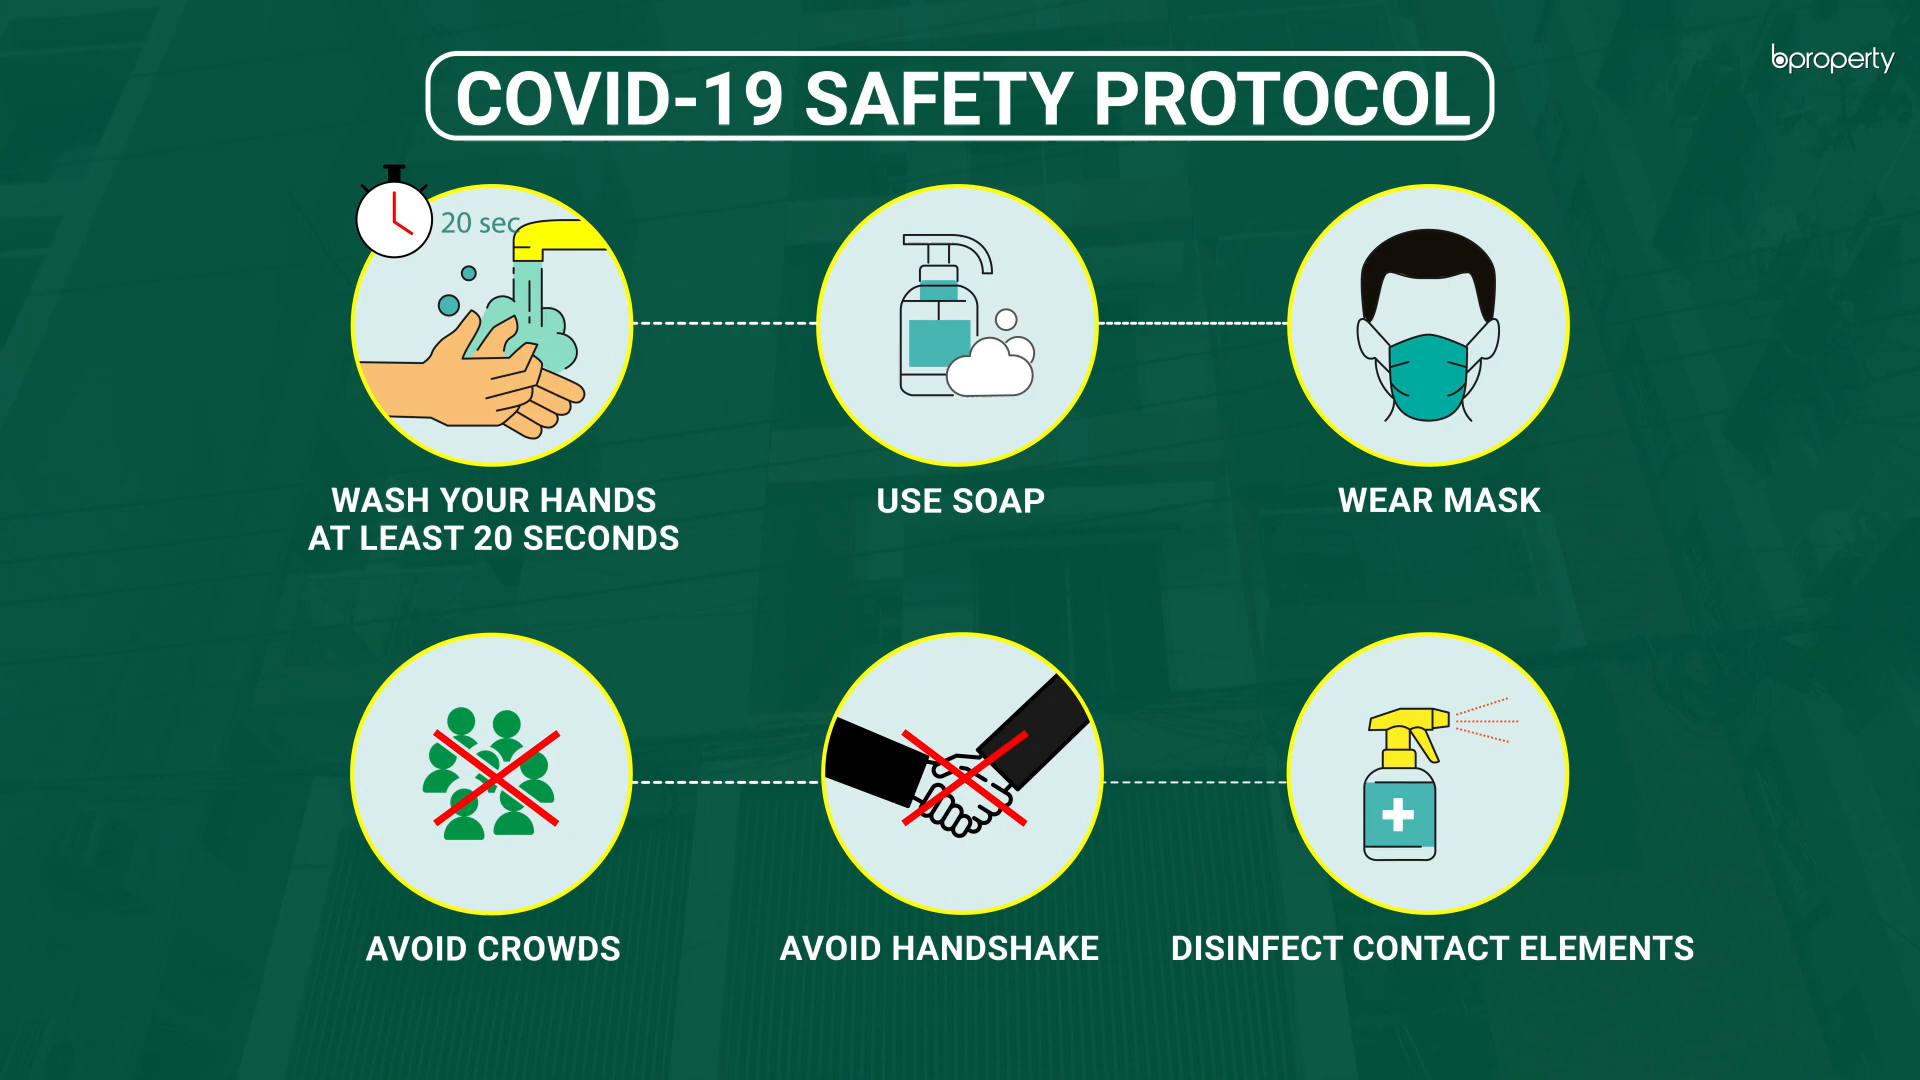 bproperty
COVID-19 SAFETY PROTOCOL
20 sec
WASH YOUR HANDS
AT LEAST 20 SECONDS
USE SOAP
WEAR MASK
AVOID CROWDS
AVOID HANDSHAKE
DISINFECT CONTACT ELEMENTS